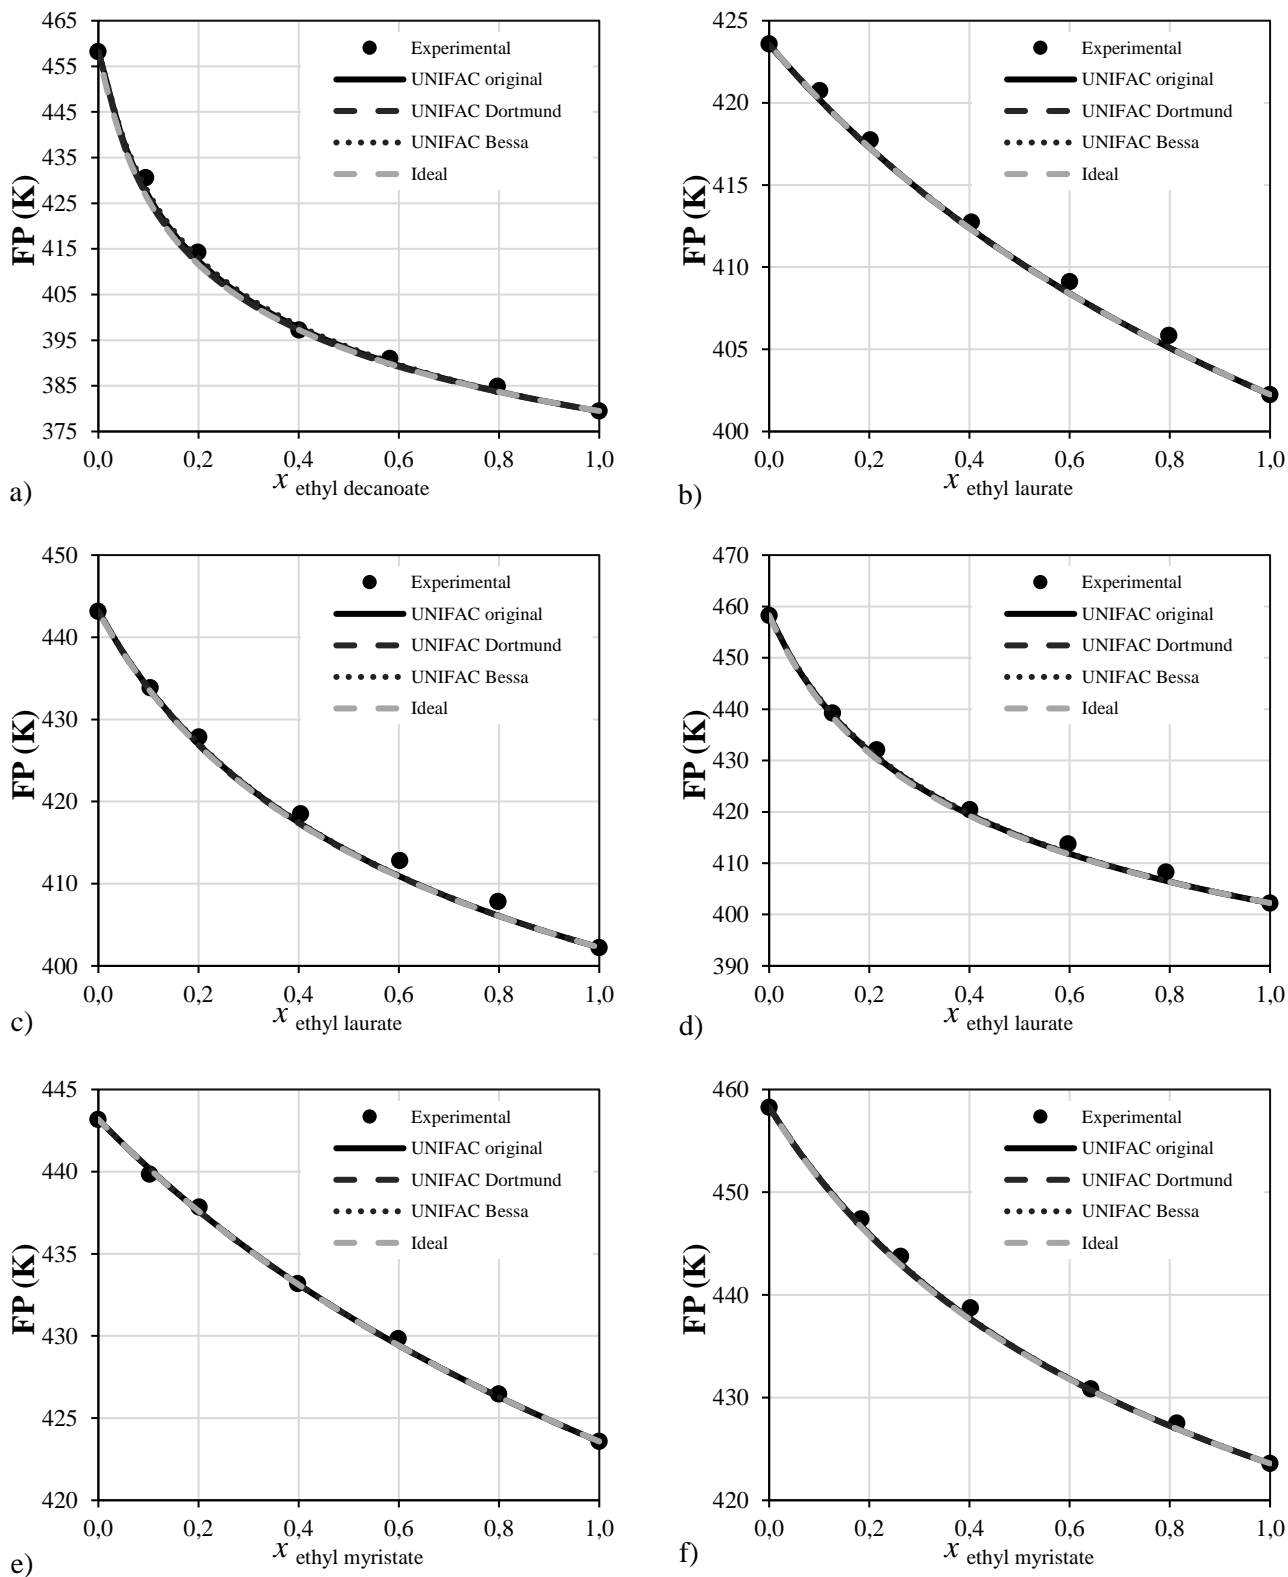 465
455
445
435
425
415
405
395
385
375
FP (K)
Experimental
UNIFAC original
UNIFAC Dortmund
UNIFAC Bessa
Ideal
0,0 0,2 0,4 0,6 0,8 1,0
x ethyl decanoate
a)
425
420
415
410
405
400
FP (K)
Experimental
UNIFAC original
UNIFAC Dortmund
UNIFAC Bessa
Ideal
0,0 0,2 0,4 0,6 0,8 1,0
x ethyl laurate
b)
450
440
430
420
410
400
FP (K)
Experimental
UNIFAC original
UNIFAC Dortmund
UNIFAC Bessa
Ideal
0,0 0,2 0,4 0,6 0,8 1,0
x ethyl laurate
c)
470
460
450
440
430
420
410
400
390
FP (K)
Experimental
UNIFAC original
UNIFAC Dortmund
UNIFAC Bessa
Ideal
0,0 0,2 0,4 0,6 0,8 1,0
x ethyl laurate
d)
445
440
435
430
425
420
FP (K)
Experimental
UNIFAC original
UNIFAC Dortmund
UNIFAC Bessa
Ideal
0,0 0,2 0,4 0,6 0,8 1,0
x ethyl myristate
e)
460
450
440
430
420
FP (K)
Experimental
UNIFAC original
UNIFAC Dortmund
UNIFAC Bessa
Ideal
0,0 0,2 0,4 0,6 0,8 1,0
x ethyl myristate
f)